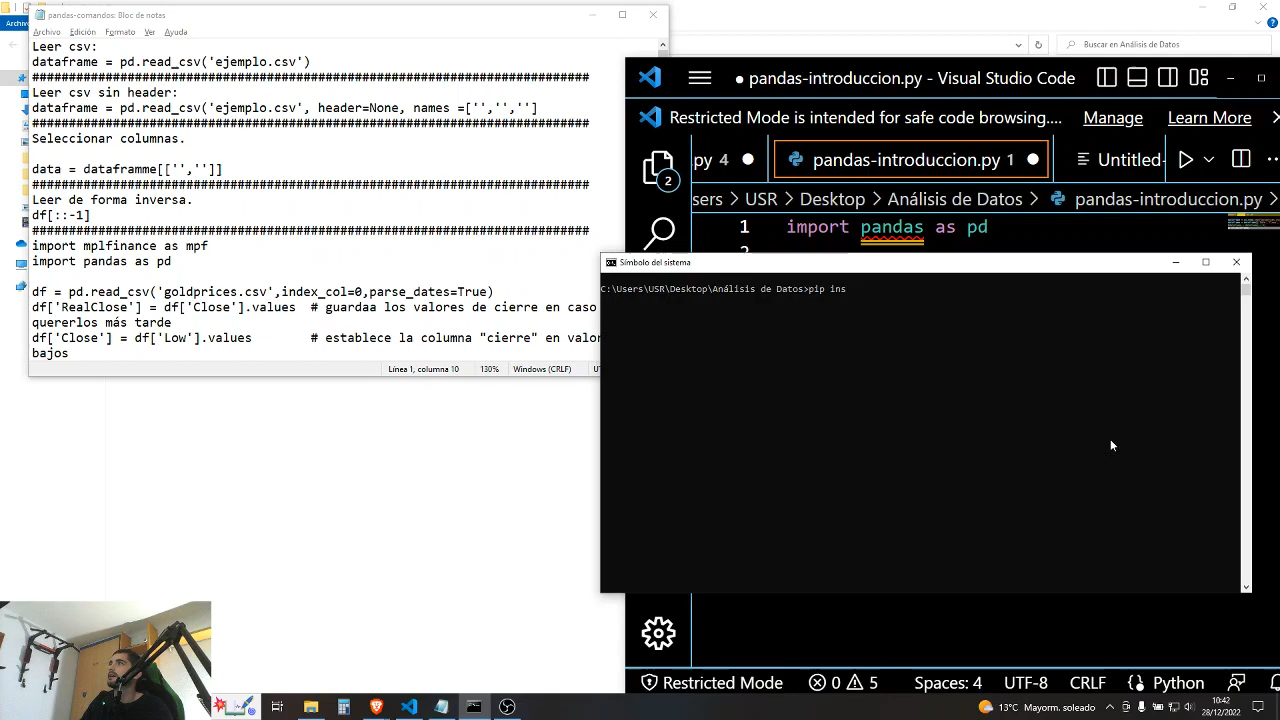 pandas-comandos: Bloc de notas
Archivo Edición Formato Ver Ayuda
Leer csv:
dataframe = pd.read_csv('ejemplo.csv')
###################################################################
Leer csv sin header:
dataframe = pd.read_csv('ejemplo.csv', header=None, names =['','','']
###################################################################
Seleccionar columnas.
data = dataframme[['','']]
###################################################################
Leer de forma inversa.
df[::-1]
###################################################################
import mplfinance as mpf
import pandas as pd
df = pd.read_csv('goldprices.csv',index_col=0,parse_dates=True)
df['RealClose'] = df['Close'].values # guardaa los valores de cierre en caso
quererlos más tarde
df['Close'] = df['Low'].values # establece la columna "cierre" en valor
bajos
Línea 1, columna 10 130% Windows (CRLF) UT
Archivo
Buscar en Análisis de Datos
● pandas-introduccion.py - Visual Studio Code
Restricted Mode is intended for safe code browsing.... Manage Learn More
py 4 ● pandas-introduccion.py 1 ● Untitled-
sers > USR > Desktop > Análisis de Datos > pandas-introduccion.py >
2
1 import pandas as pd
2
Símbolo del sistema
C:\Users\USR\Desktop\Análisis de Datos>pip ins
Restricted Mode 0 5 Spaces: 4 UTF-8 CRLF Python
13°C Mayorm. soleado 10:42
28/12/2022